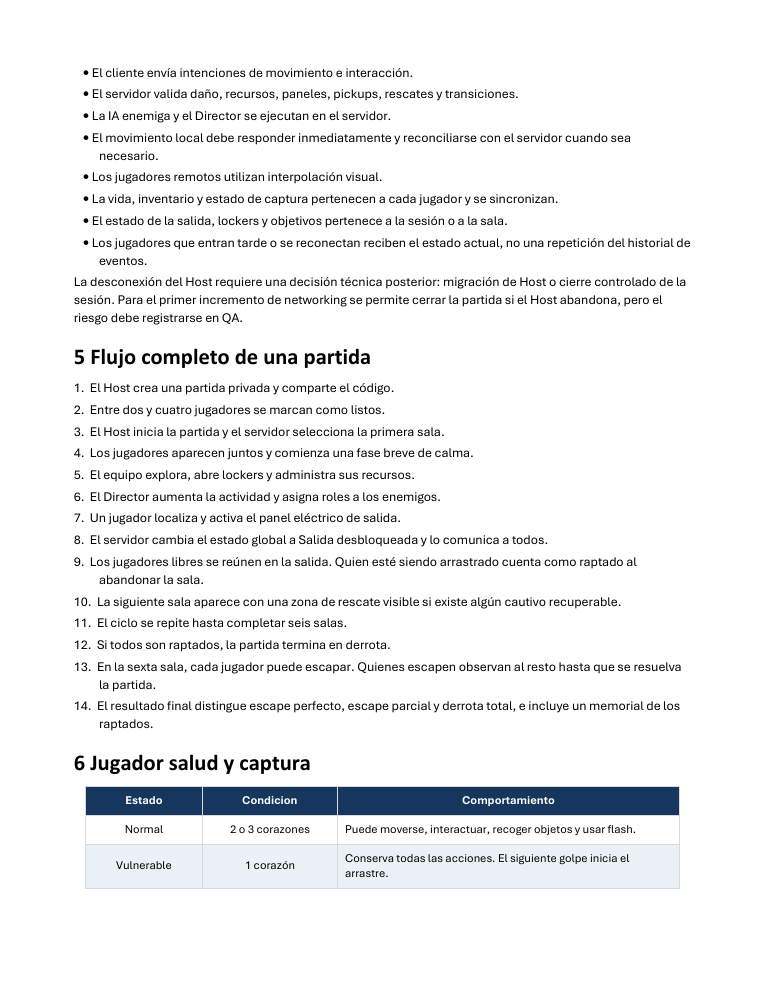 • El cliente envía intenciones de movimiento e interacción.
• El servidor valida daño, recursos, paneles, pickups, rescates y transiciones.
• La IA enemiga y el Director se ejecutan en el servidor.
• El movimiento local debe responder inmediatamente y reconciliarse con el servidor cuando sea
necesario.
• Los jugadores remotos utilizan interpolación visual.
• La vida, inventario y estado de captura pertenecen a cada jugador y se sincronizan.
• El estado de la salida, lockers y objetivos pertenece a la sesión o a la sala.
• Los jugadores que entran tarde o se reconectan reciben el estado actual, no una repetición del historial de
eventos.
La desconexión del Host requiere una decisión técnica posterior: migración de Host o cierre controlado de la
sesión. Para el primer incremento de networking se permite cerrar la partida si el Host abandona, pero el
riesgo debe registrarse en QA.
5 Flujo completo de una partida
1. El Host crea una partida privada y comparte el código.
2. Entre dos y cuatro jugadores se marcan como listos.
3. El Host inicia la partida y el servidor selecciona la primera sala.
4. Los jugadores aparecen juntos y comienza una fase breve de calma.
5. El equipo explora, abre lockers y administra sus recursos.
6. El Director aumenta la actividad y asigna roles a los enemigos.
7. Un jugador localiza y activa el panel eléctrico de salida.
8. El servidor cambia el estado global a Salida desbloqueada y lo comunica a todos.
9. Los jugadores libres se reúnen en la salida. Quien esté siendo arrastrado cuenta como raptado al
abandonar la sala.
10. La siguiente sala aparece con una zona de rescate visible si existe algún cautivo recuperable.
11. El ciclo se repite hasta completar seis salas.
12. Si todos son raptados, la partida termina en derrota.
13. En la sexta sala, cada jugador puede escapar. Quienes escapen observan al resto hasta que se resuelva
la partida.
14. El resultado final distingue escape perfecto, escape parcial y derrota total, e incluye un memorial de los
raptados.
6 Jugador salud y captura
Estado Condicion Comportamiento
Normal 2 o 3 corazones Puede moverse, interactuar, recoger objetos y usar flash.
Vulnerable 1 corazón Conserva todas las acciones. El siguiente golpe inicia el
arrastre.